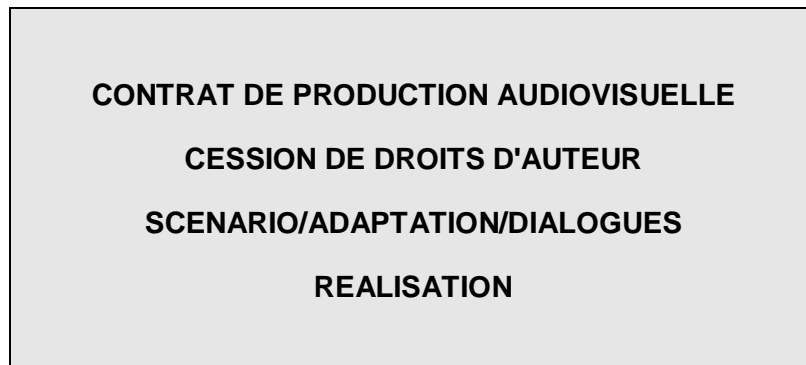 CONTRAT DE PRODUCTION AUDIOVISUELLE
CESSION DE DROITS D'AUTEUR
SCENARIO/ADAPTATION/DIALOGUES
REALISATION